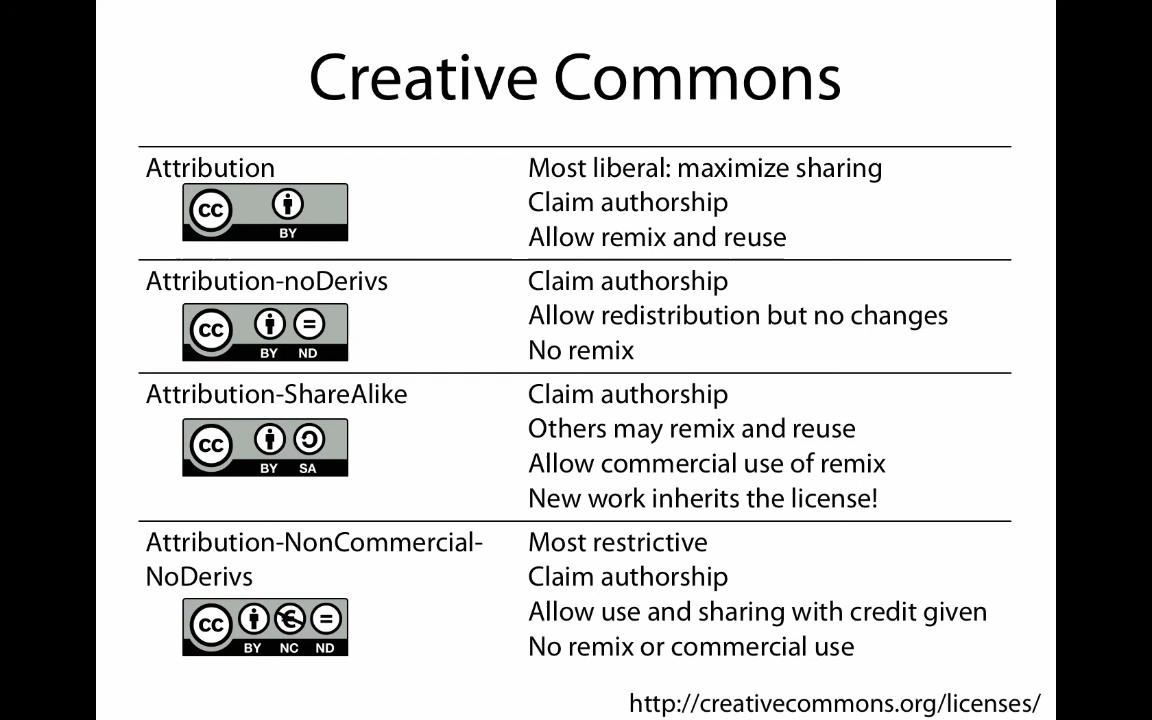 Creative Commons
Attribution
Most liberal: maximize sharing
cc
BY
Claim authorship
Allow remix and reuse
Attribution-noDerivs
Claim authorship
cc
BY ND
Allow redistribution but no changes
No remix
Attribution-ShareAlike
Claim authorship
cc
BY SA
Others may remix and reuse
Allow commercial use of remix
New work inherits the license!
Attribution-NonCommercial-
NoDerivs
cc
BY NC ND
Most restrictive
Claim authorship
Allow use and sharing with credit given
No remix or commercial use
http://creativecommons.org/licenses/